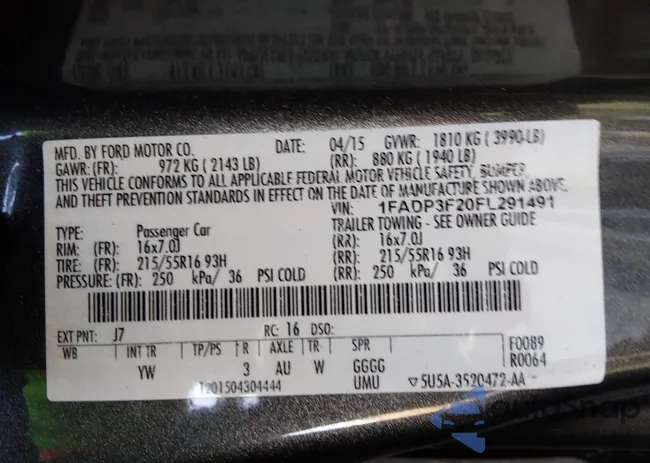 MFD. BY FORD MOTOR CO. DATE: 04/15 GVWR: 1810 KG ( 3990-LB)
GAWR: (FR): 972 KG ( 2143 LB) (RR): 880 KG ( 1940 LB)
THIS VEHICLE CONFORMS TO ALL APPLICABLE FEDERAL MOTOR VEHICLE SAFETY, BUMPER,
AND THEFT PREVENTION STANDARDS IN EFFECT ON THE DATE OF MANUFACTURE SHOWN ABOVE.
VIN: 1FADP3F20FL291491
TYPE: Passenger Car TRAILER TOWING - SEE OWNER GUIDE
RIM: (FR): 16x7.0J (RR): 16x7.0J
TIRE: (FR): 215/55R16 93H (RR): 215/55R16 93H
PRESSURE: (FR): 250 kPa/ 36 PSI COLD (RR): 250 kPa/ 36 PSI COLD
EXT PNT: J7 RC: 16 DSO:
WB INT TR TP/PS R AXLE TR SPR F0089
YW 3 AU W GGGG R0064
T201504304444 UMU ▽5U5A-3520472-AA
autoSnap